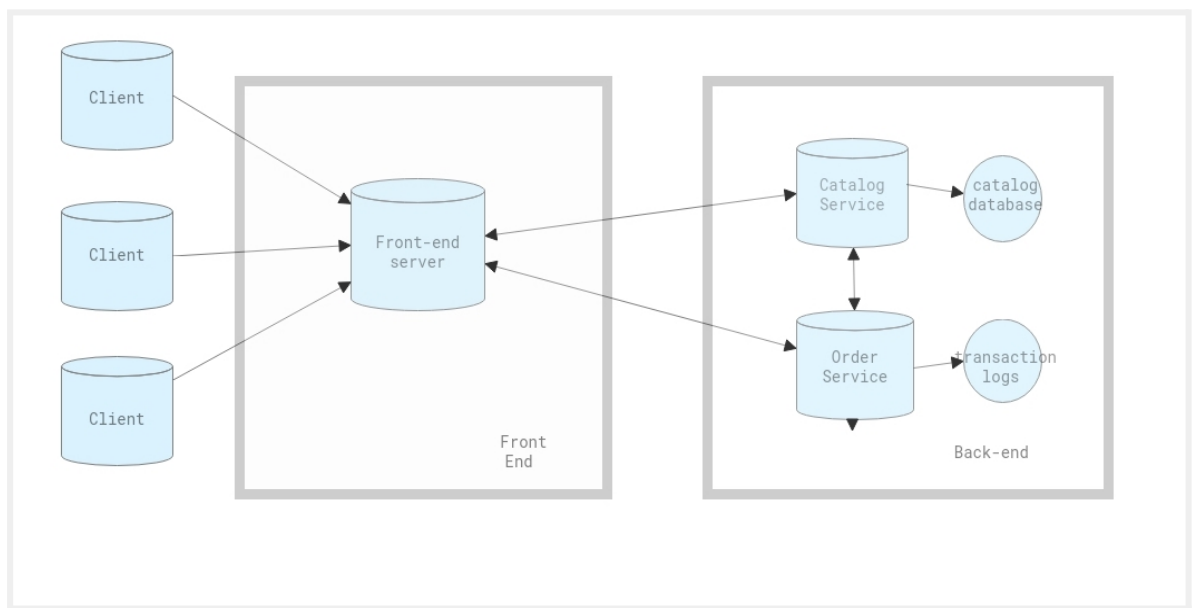 Client
Client
Client
Front-end
server
Front
End
Catalog
Service
catalog
database
Order
Service
transaction
logs
Back-end